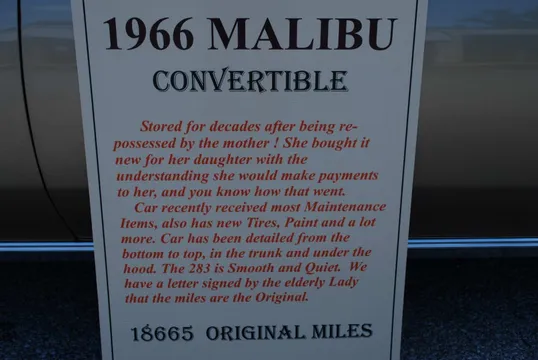 1966 MALIBU
CONVERTIBLE
Stored for decades after being re-
possessed by the mother ! She bought it
new for her daughter with the
understanding she would make payments
to her, and you know how that went.
Car recently received most Maintenance
Items, also has new Tires, Paint and a lot
more. Car has been detailed from the
bottom to top, in the trunk and under the
hood. The 283 is Smooth and Quiet. We
have a letter signed by the elderly Lady
that the miles are the Original.
18665 ORIGINAL MILES